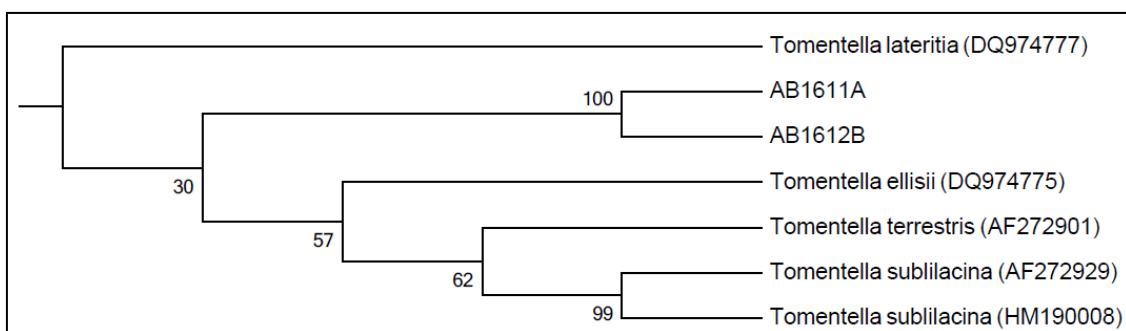 Tomentella lateritia (DQ974777)
100
AB1611A
AB1612B
30
Tomentella ellisii (DQ974775)
57
Tomentella terrestris (AF272901)
62
Tomentella sublilacina (AF272929)
99
Tomentella sublilacina (HM190008)